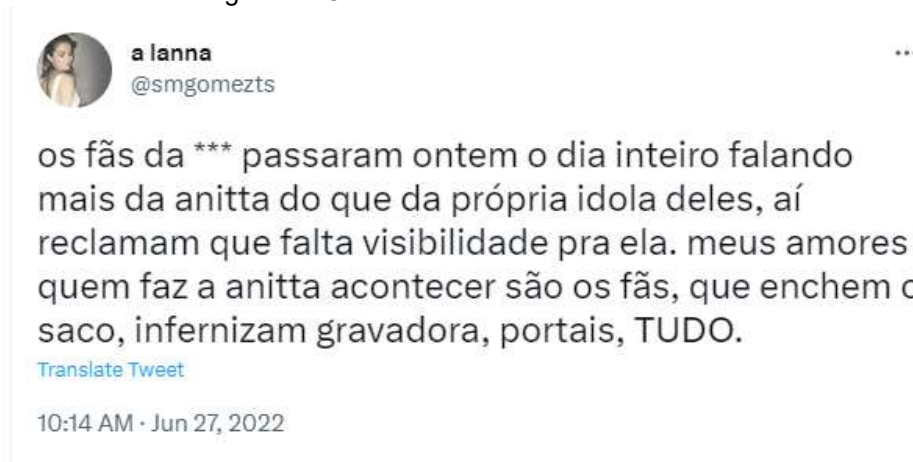 a lanna
@smgomezts
os fãs da *** passaram ontem o dia inteiro falando
mais da anitta do que da própria idola deles, aí
reclamam que falta visibilidade pra ela. meus amores
quem faz a anitta acontecer são os fãs, que enchem
saco, infernizam gravadora, portais, TUDO.
Translate Tweet
10:14 AM · Jun 27, 2022